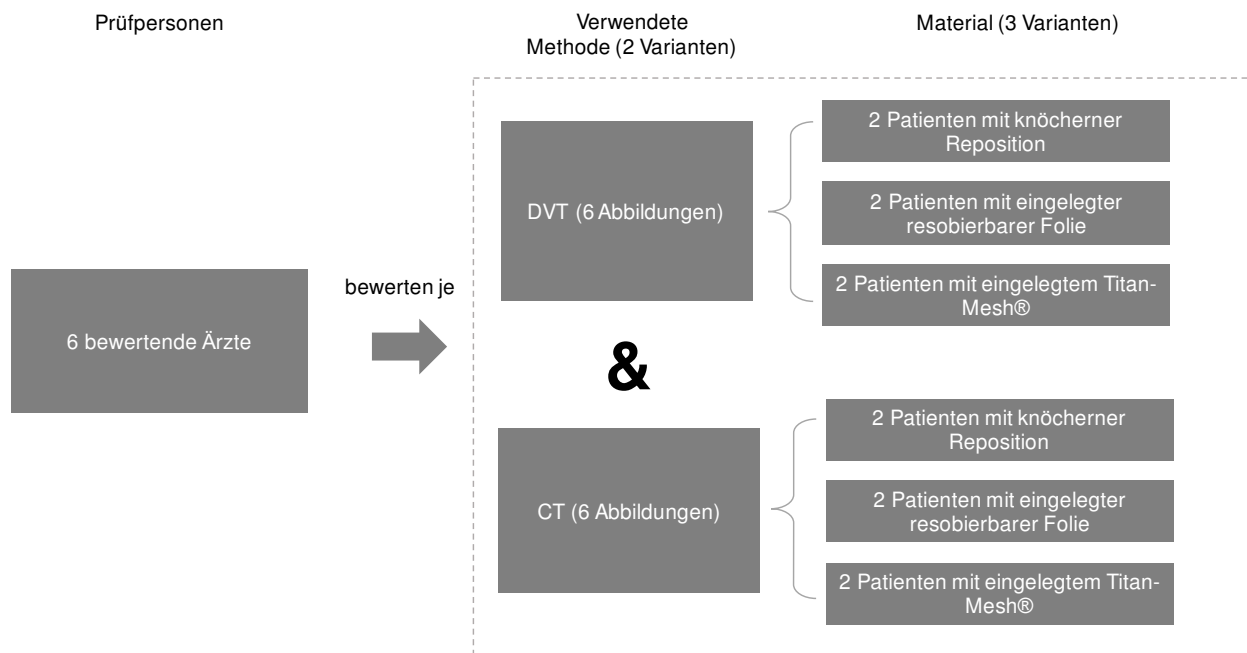 Prüfpersonen
Verwendete
Methode (2 Varianten)
Material (3 Varianten)
6 bewertende Ärzte
bewerten je
DVT (6 Abbildungen)
2 Patienten mit knöcherner
Reposition
2 Patienten mit eingelegter
resobierbarer Folie
2 Patienten mit eingelegtem Titan-
Mesh®
&
CT (6 Abbildungen)
2 Patienten mit knöcherner
Reposition
2 Patienten mit eingelegter
resobierbarer Folie
2 Patienten mit eingelegtem Titan-
Mesh®